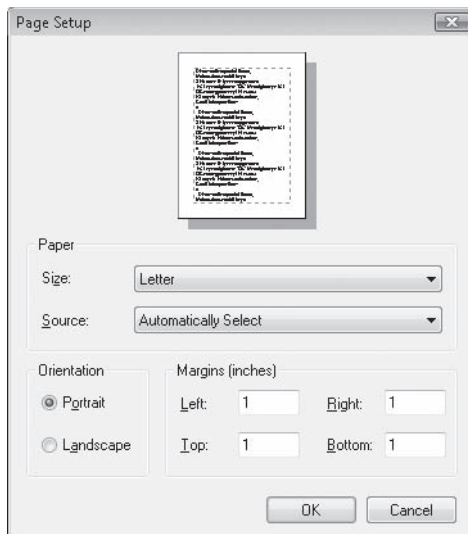 Page Setup
Paper
Size: Letter
Source: Automatically Select
Orientation Margins (inches)
Portrait Left: 1 Right: 1
Landscape Top: 1 Bottom: 1
OK Cancel